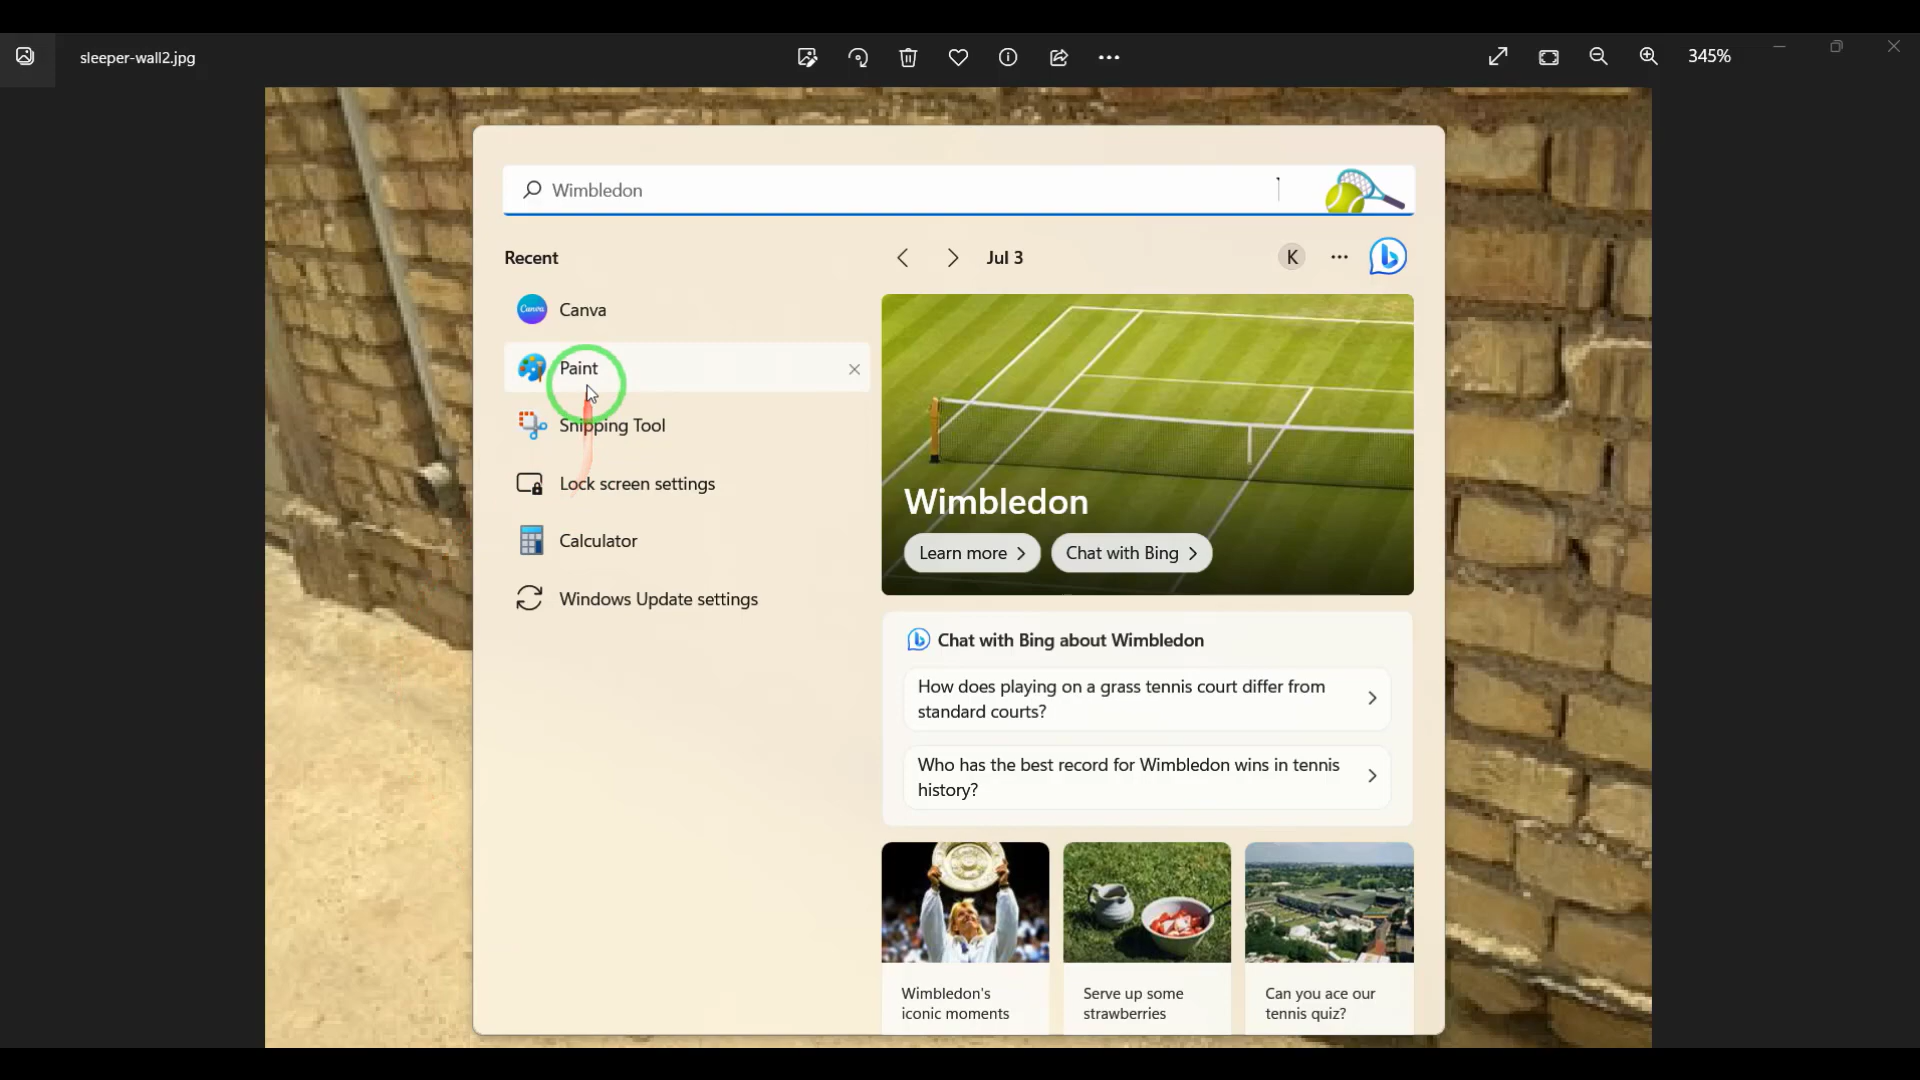 sleeper-wall2.jpg
345%
Wimbledon
Recent
Jul 3
K
Canva
Canva
Paint
Snipping Tool
Lock screen settings
Calculator
Windows Update settings
Wimbledon
Learn more
Chat with Bing
Chat with Bing about Wimbledon
How does playing on a grass tennis court differ from
standard courts?
Who has the best record for Wimbledon wins in tennis
history?
Wimbledon's
iconic moments
Serve up some
strawberries
Can you ace our
tennis quiz?